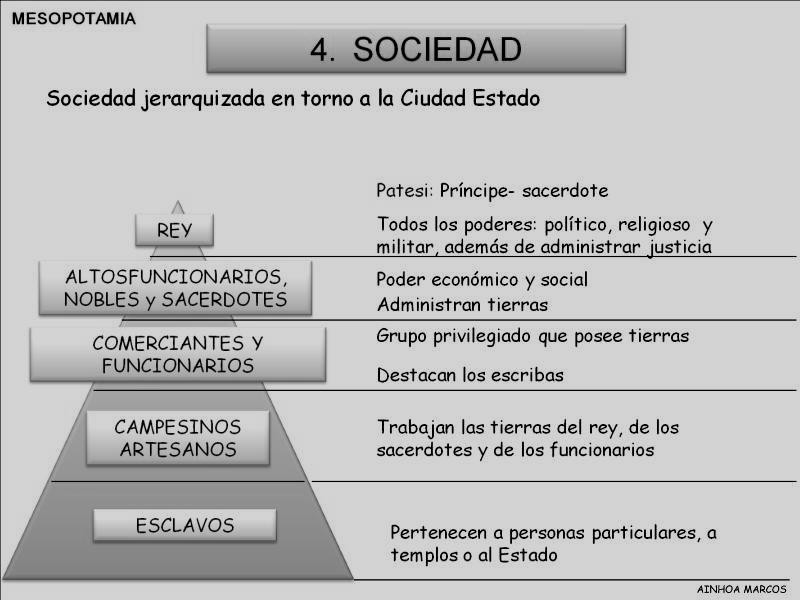 MESOPOTAMIA
4. SOCIEDAD
Sociedad jerarquizada en torno a la Ciudad Estado
REY
Patesi: Príncipe- sacerdote
Todos los poderes: político, religioso y
militar, además de administrar justicia
ALTOSFUNCIONARIOS,
NOBLES y SACERDOTES
Poder económico y social
Administran tierras
COMERCIANTES Y
FUNCIONARIOS
Grupo privilegiado que posee tierras
Destacan los escribas
CAMPESINOS
ARTESANOS
Trabajan las tierras del rey, de los
sacerdotes y de los funcionarios
ESCLAVOS
Pertenecen a personas particulares, a
templos o al Estado
AINHOA MARCOS